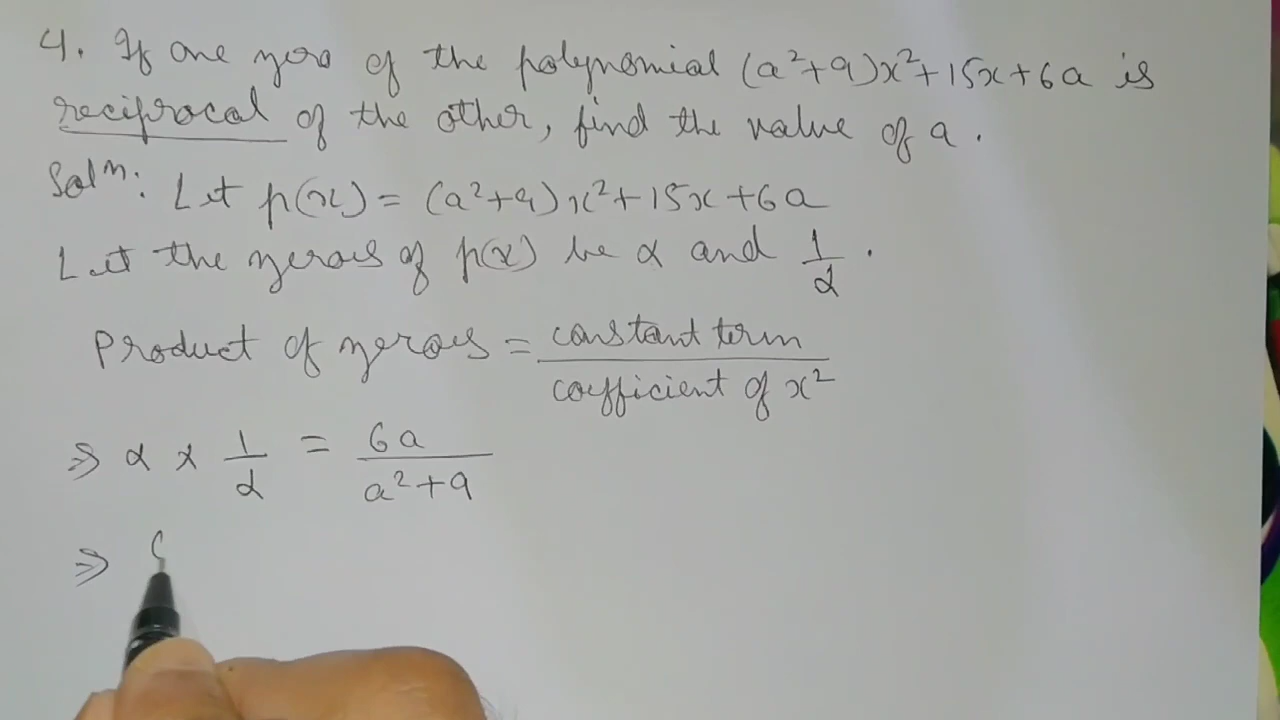 4. If one zero of the polynomial (a²+9)x²+15x+6a is
reciprocal of the other, find the value of a.
Solⁿ: Let p(x) = (a²+9)x²+15x+6a
Let the zeroes of p(x) be α and 1/α.
Product of zeroes = constant term / coefficient of x²
⇒ α × 1/α = 6a / a²+9
⇒